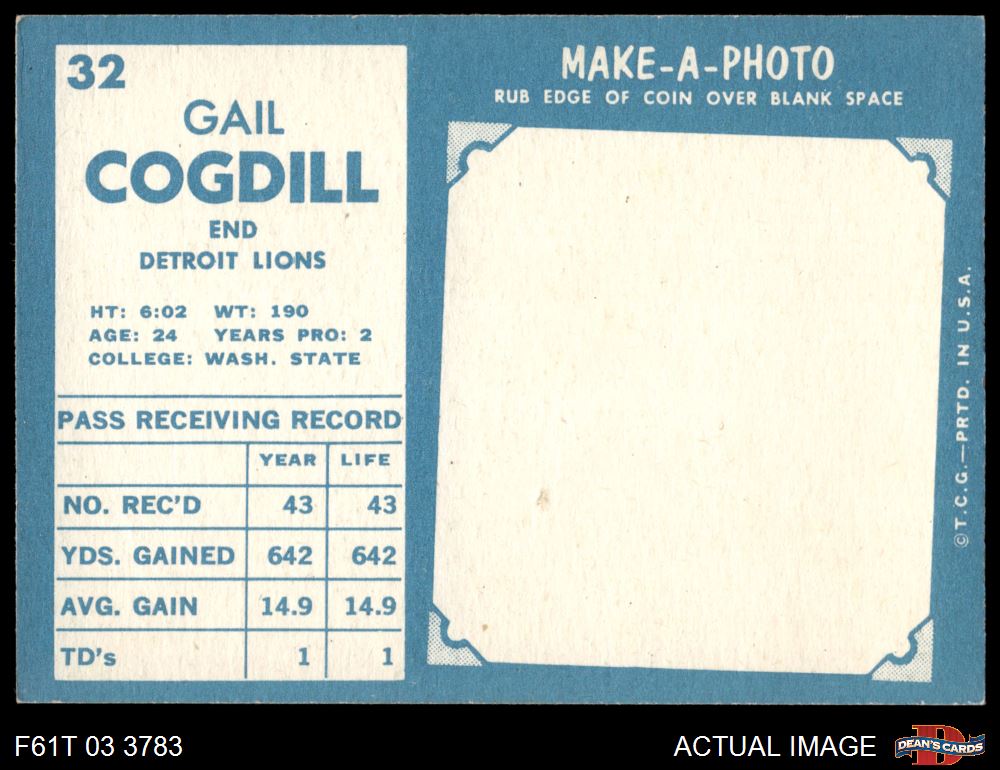 32
GAIL
COGDILL
END
DETROIT LIONS
HT: 6:02 WT: 190
AGE: 24 YEARS PRO: 2
COLLEGE: WASH. STATE
PASS RECEIVING RECORD
YEAR LIFE
NO. REC'D 43 43
YDS. GAINED 642 642
AVG. GAIN 14.9 14.9
TD's 1 1
MAKE-A-PHOTO
RUB EDGE OF COIN OVER BLANK SPACE
©T.C.G.—PRTD. IN U.S.A.
F61T 03 3783
ACTUAL IMAGE
D
DEAN'S CARDS